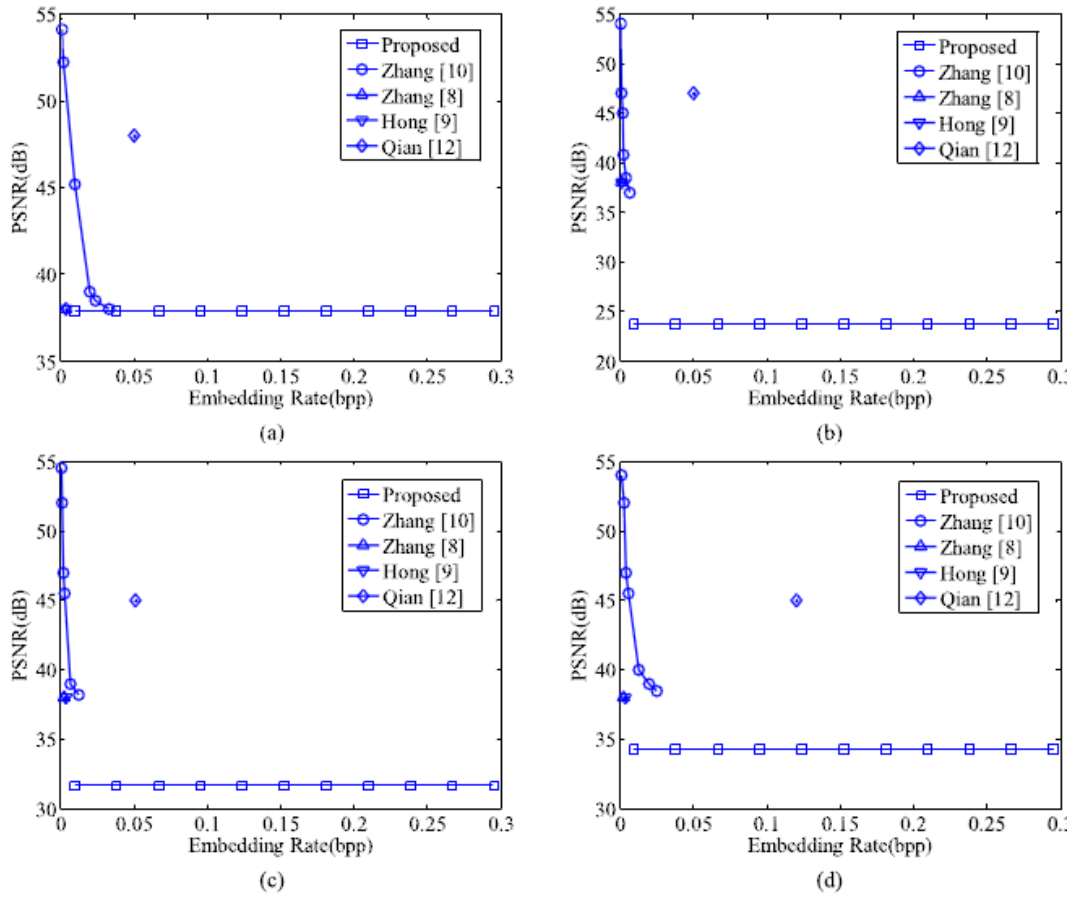 55
50
45
40
35
PSNR(dB)
0 0.05 0.1 0.15 0.2 0.25 0.3
Embedding Rate(bpp)
Proposed
Zhang [10]
Zbang [8]
Hong [9]
Qian [12]
(a)
55
50
45
40
35
30
25
20
PSNR(dB)
0 0.05 0.1 0.15 0.2 0.25 0.3
Embedding Rate(bpp)
Proposed
Zhang [10]
Zhang [8]
Hong [9]
Qian [12]
(b)
55
50
45
40
35
30
PSNR(dB)
0 0.05 0.1 0.15 0.2 0.25 0.3
Embedding Rate(bpp)
Proposed
Zhang [10]
Zhang [8]
Hong [9]
Qian [12]
(c)
55
50
45
40
35
30
PSNR(dB)
0 0.05 0.1 0.15 0.2 0.25 0.3
Embedding Rate(bpp)
Proposed
Zhang [10]
Zhang [8]
Hong [9]
Qian [12]
(d)